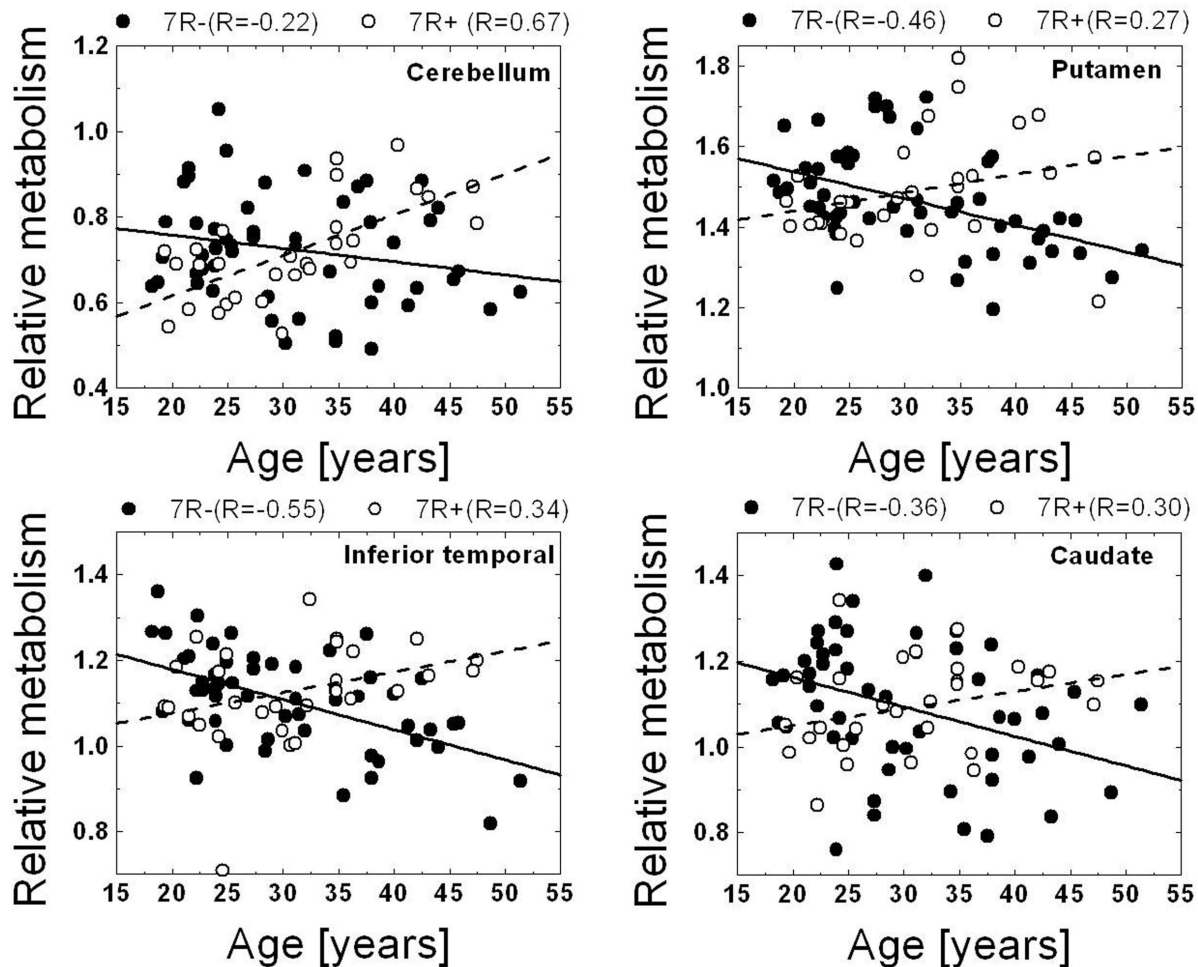 7R-(R=-0.22) 7R+ (R=0.67)
Relative metabolism
Cerebellum
1.2
1.0
0.8
0.6
0.4
15 20 25 30 35 40 45 50 55
Age [years]
7R-(R=-0.46) 7R+(R=0.27)
Relative metabolism
Putamen
1.8
1.6
1.4
1.2
1.0
15 20 25 30 35 40 45 50 55
Age [years]
7R-(R=-0.55) 7R+(R=0.34)
Relative metabolism
Inferior temporal
1.4
1.2
1.0
0.8
15 20 25 30 35 40 45 50 55
Age [years]
7R-(R=-0.36) 7R+(R=0.30)
Relative metabolism
Caudate
1.4
1.2
1.0
0.8
15 20 25 30 35 40 45 50 55
Age [years]